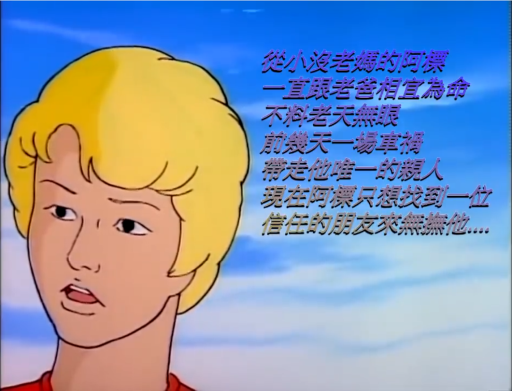 從小沒老媽的阿標
一直跟老爸相宜為命
不料老天無眼
前幾天一場車禍
帶走他唯一的親人
現在阿標只想找到一位
信任的朋友來無撫他....